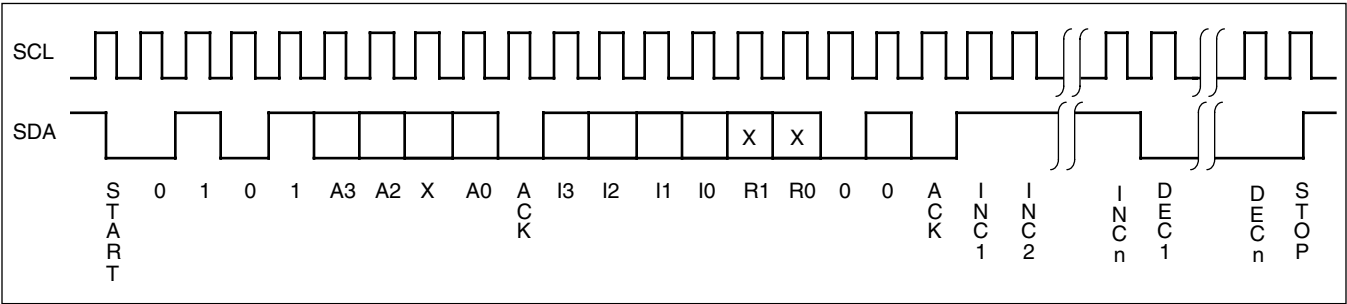 SCL
SDA
X X
START 0 1 0 1 A3 A2 X A0 ACK I3 I2 I1 I0 R1 R0 0 0 ACK INC1 INC2 INCn DEC1 DECn STOP